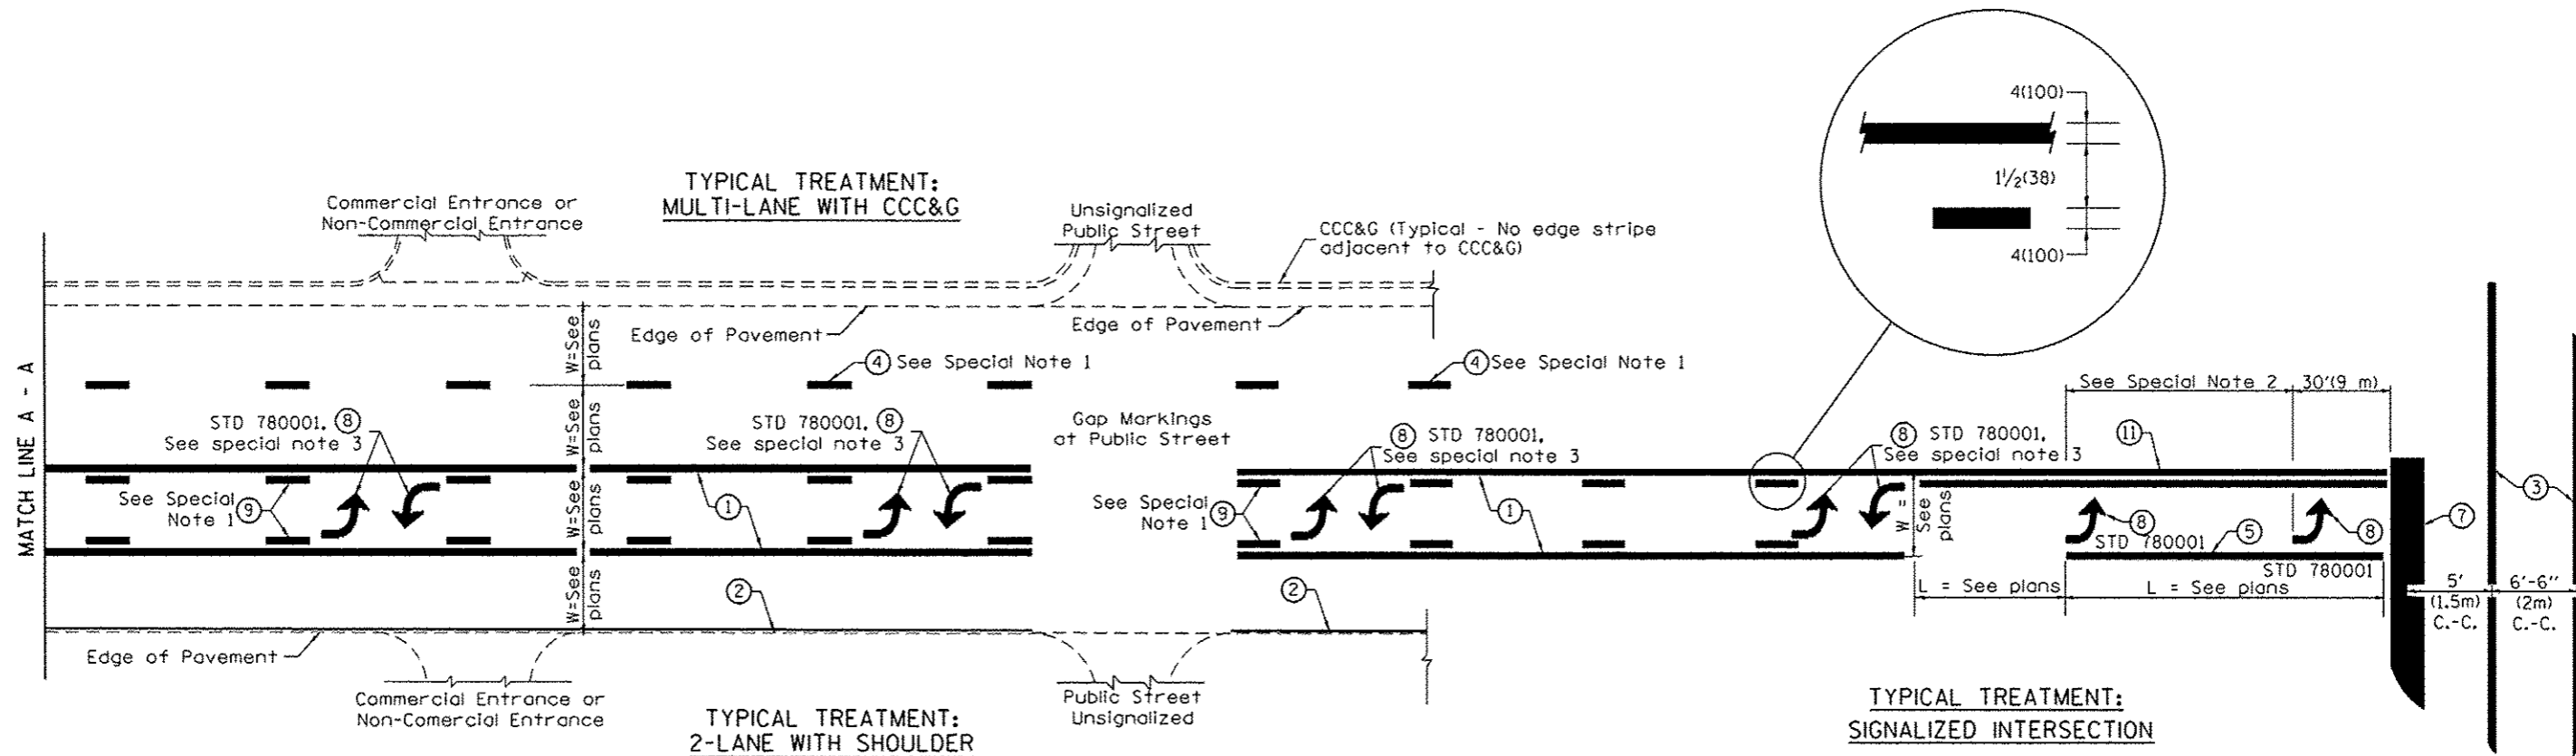 TYPICAL TREATMENT:
MULTI-LANE WITH CCC&G
Commercial Entrance or
Non-Commercial Entrance
Unsignalized
Public Street
CCC&G (Typical - No edge stripe
adjacent to CCC&G)
4(100)
1½(38)
4(100)
MATCH LINE A - A
Edge of Pavement
Edge of Pavement
W=See
plans
④ See Special Note 1
④ See Special Note 1
See Special Note 2
30'(9 m)
STD 780001. ⑧
See special note 3
W=See
plans
STD 780001. ⑧
See special note 3
Gap Markings
at Public Street
⑧ STD 780001.
See special note 3
⑧ STD 780001.
See special note 3
⑪
See Special
Note 1 ⑨
W=See
plans
①
①
See Special
Note 1 ⑨
①
W =
See
plans
⑧
STD 780001
⑤
⑧
STD 780001
⑦
③
W=See
plans
②
②
L = See plans
L = See plans
5'
(1.5m)
C.-C.
6'-6"
(2m)
C.-C.
Edge of Pavement
Commercial Entrance or
Non-Comercial Entrance
Public Street
Unsignalized
TYPICAL TREATMENT:
2-LANE WITH SHOULDER
TYPICAL TREATMENT:
SIGNALIZED INTERSECTION